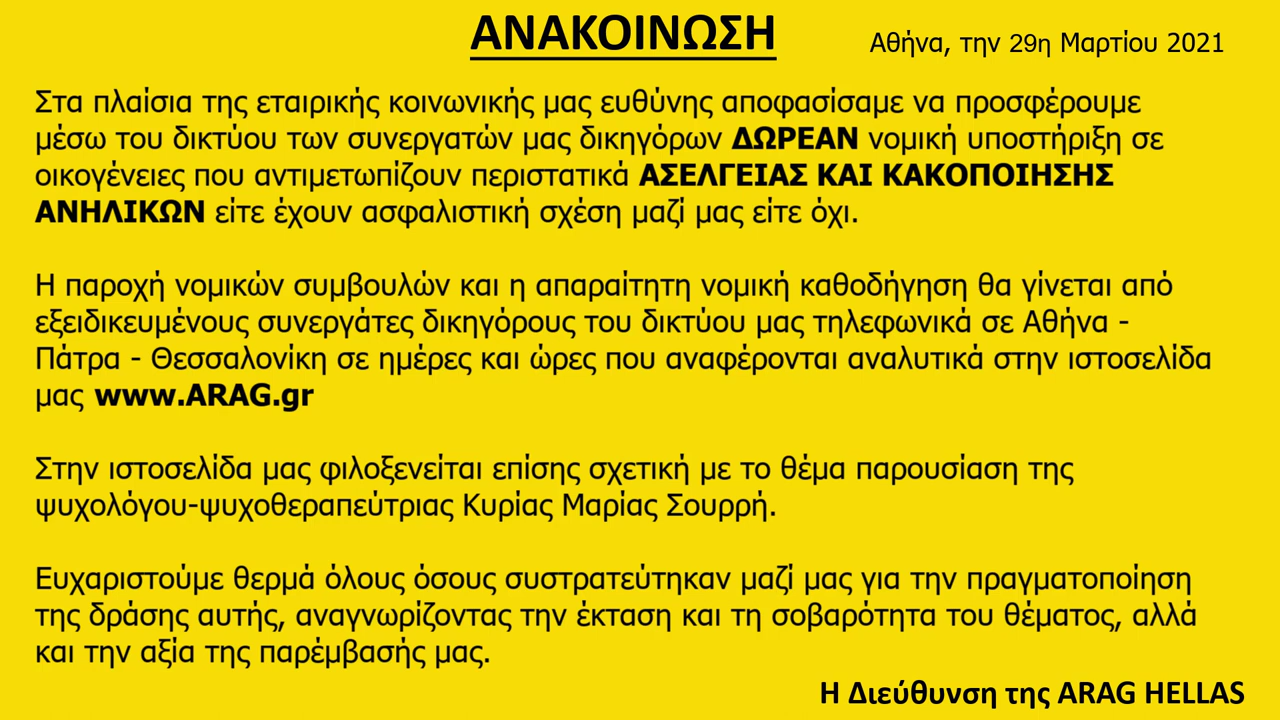 ΑΝΑΚΟΙΝΩΣΗ
Αθήνα, την 29η Μαρτίου 2021
Στα πλαίσια της εταιρικής κοινωνικής μας ευθύνης αποφασίσαμε να προσφέρουμε
μέσω του δικτύου των συνεργατών μας δικηγόρων ΔΩΡΕΑΝ νομική υποστήριξη σε
οικογένειες που αντιμετωπίζουν περιστατικά ΑΣΕΛΓΕΙΑΣ ΚΑΙ ΚΑΚΟΠΟΙΗΣΗΣ
ΑΝΗΛΙΚΩΝ είτε έχουν ασφαλιστική σχέση μαζί μας είτε όχι.
Η παροχή νομικών συμβουλών και η απαραίτητη νομική καθοδήγηση θα γίνεται από
εξειδικευμένους συνεργάτες δικηγόρους του δικτύου μας τηλεφωνικά σε Αθήνα -
Πάτρα - Θεσσαλονίκη σε ημέρες και ώρες που αναφέρονται αναλυτικά στην ιστοσελίδα
μας www.ARAG.gr
Στην ιστοσελίδα μας φιλοξενείται επίσης σχετική με το θέμα παρουσίαση της
ψυχολόγου-ψυχοθεραπεύτριας Κυρίας Μαρίας Σουρρή.
Ευχαριστούμε θερμά όλους όσους συστρατεύτηκαν μαζί μας για την πραγματοποίηση
της δράσης αυτής, αναγνωρίζοντας την έκταση και τη σοβαρότητα του θέματος, αλλά
και την αξία της παρέμβασής μας.
Η Διεύθυνση της ARAG HELLAS